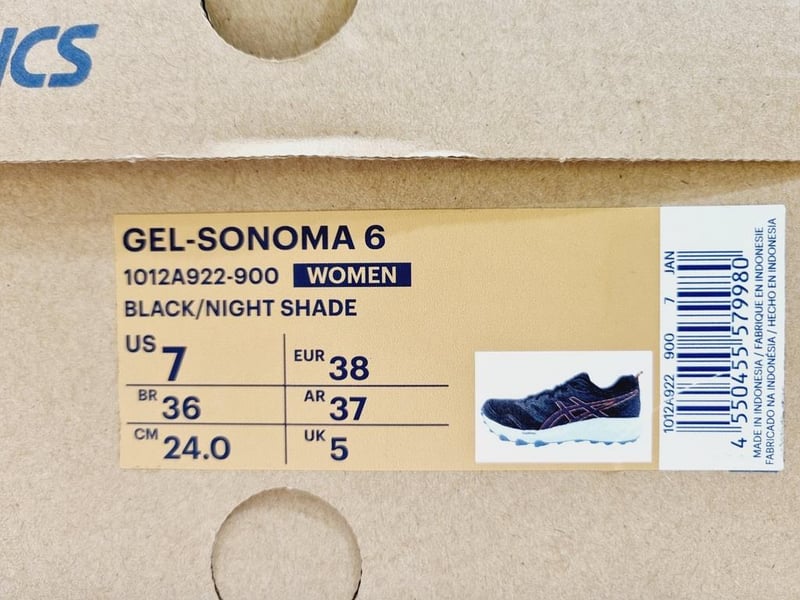 GEL-SONOMA 6
1012A922-900 WOMEN
BLACK/NIGHT SHADE
US 7
EUR 38
BR 36
AR 37
CM 24.0
UK 5
1012A922 900 7 JAN
4 550455 579980
MADE IN INDONESIA / FABRIQUE EN INDONESIE
FABRICADO NA INDONÉSIA / HECHO EN INDONESIA